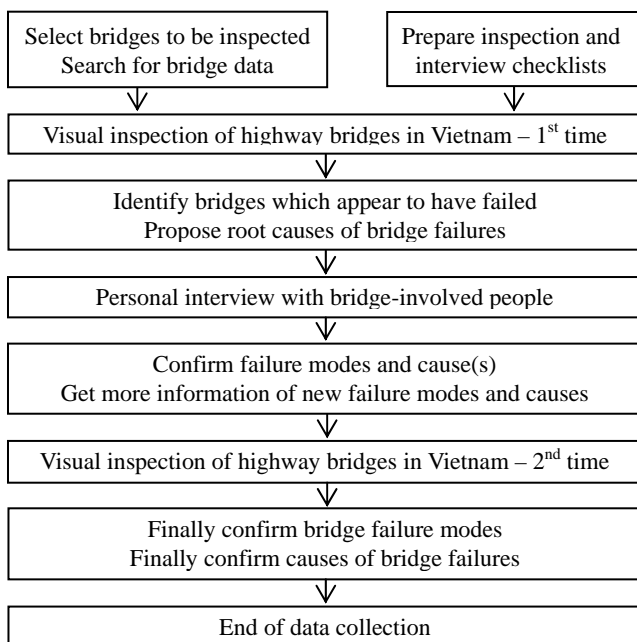 Select bridges to be inspected
Search for bridge data
Prepare inspection and
interview checklists
Visual inspection of highway bridges in Vietnam – 1st time
Identify bridges which appear to have failed
Propose root causes of bridge failures
Personal interview with bridge-involved people
Confirm failure modes and cause(s)
Get more information of new failure modes and causes
Visual inspection of highway bridges in Vietnam – 2nd time
Finally confirm bridge failure modes
Finally confirm causes of bridge failures
End of data collection